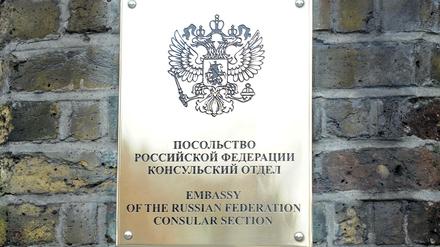 ПОСОЛЬСТВО
РОССИЙСКОЙ ФЕДЕРАЦИИ
КОНСУЛЬСКИЙ ОТДЕЛ
EMBASSY
OF THE RUSSIAN FEDERATION
CONSULAR SECTION